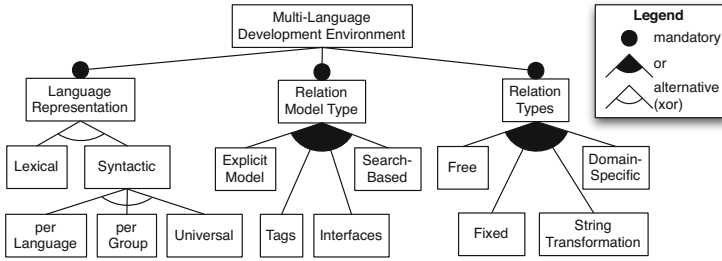 Multi-Language
Development Environment
Legend
mandatory
or
alternative
(xor)
Language
Representation
Relation
Model Type
Relation
Types
Lexical
Syntactic
Explicit
Model
Search-
Based
Free
Domain-
Specific
per
Language
per
Group
Universal
Tags
Interfaces
Fixed
String
Transformation